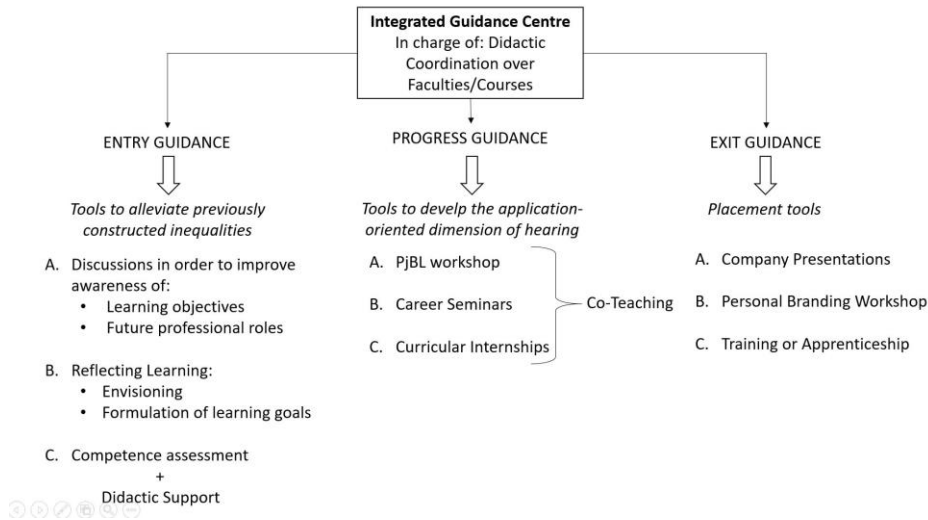 Integrated Guidance Centre
In charge of: Didactic
Coordination over
Faculties/Courses
ENTRY GUIDANCE
Tools to alleviate previously
constructed inequalities
A. Discussions in order to improve
awareness of:
• Learning objectives
• Future professional roles
B. Reflecting Learning:
• Envisioning
• Formulation of learning goals
C. Competence assessment
+
Didactic Support
PROGRESS GUIDANCE
Tools to develp the application-
oriented dimension of hearing
A. PjBL workshop
B. Career Seminars
C. Curricular Internships
Co-Teaching
EXIT GUIDANCE
Placement tools
A. Company Presentations
B. Personal Branding Workshop
C. Training or Apprenticeship